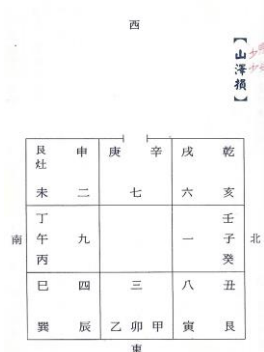 西
【山澤損】
艮 申 庚 辛 戌 乾
灶
未 二 七 六 亥
丁 壬
南 午 九 一 子 北
丙 癸
巳 四 三 八 丑
巽 辰 乙 卯 甲 寅 艮
東